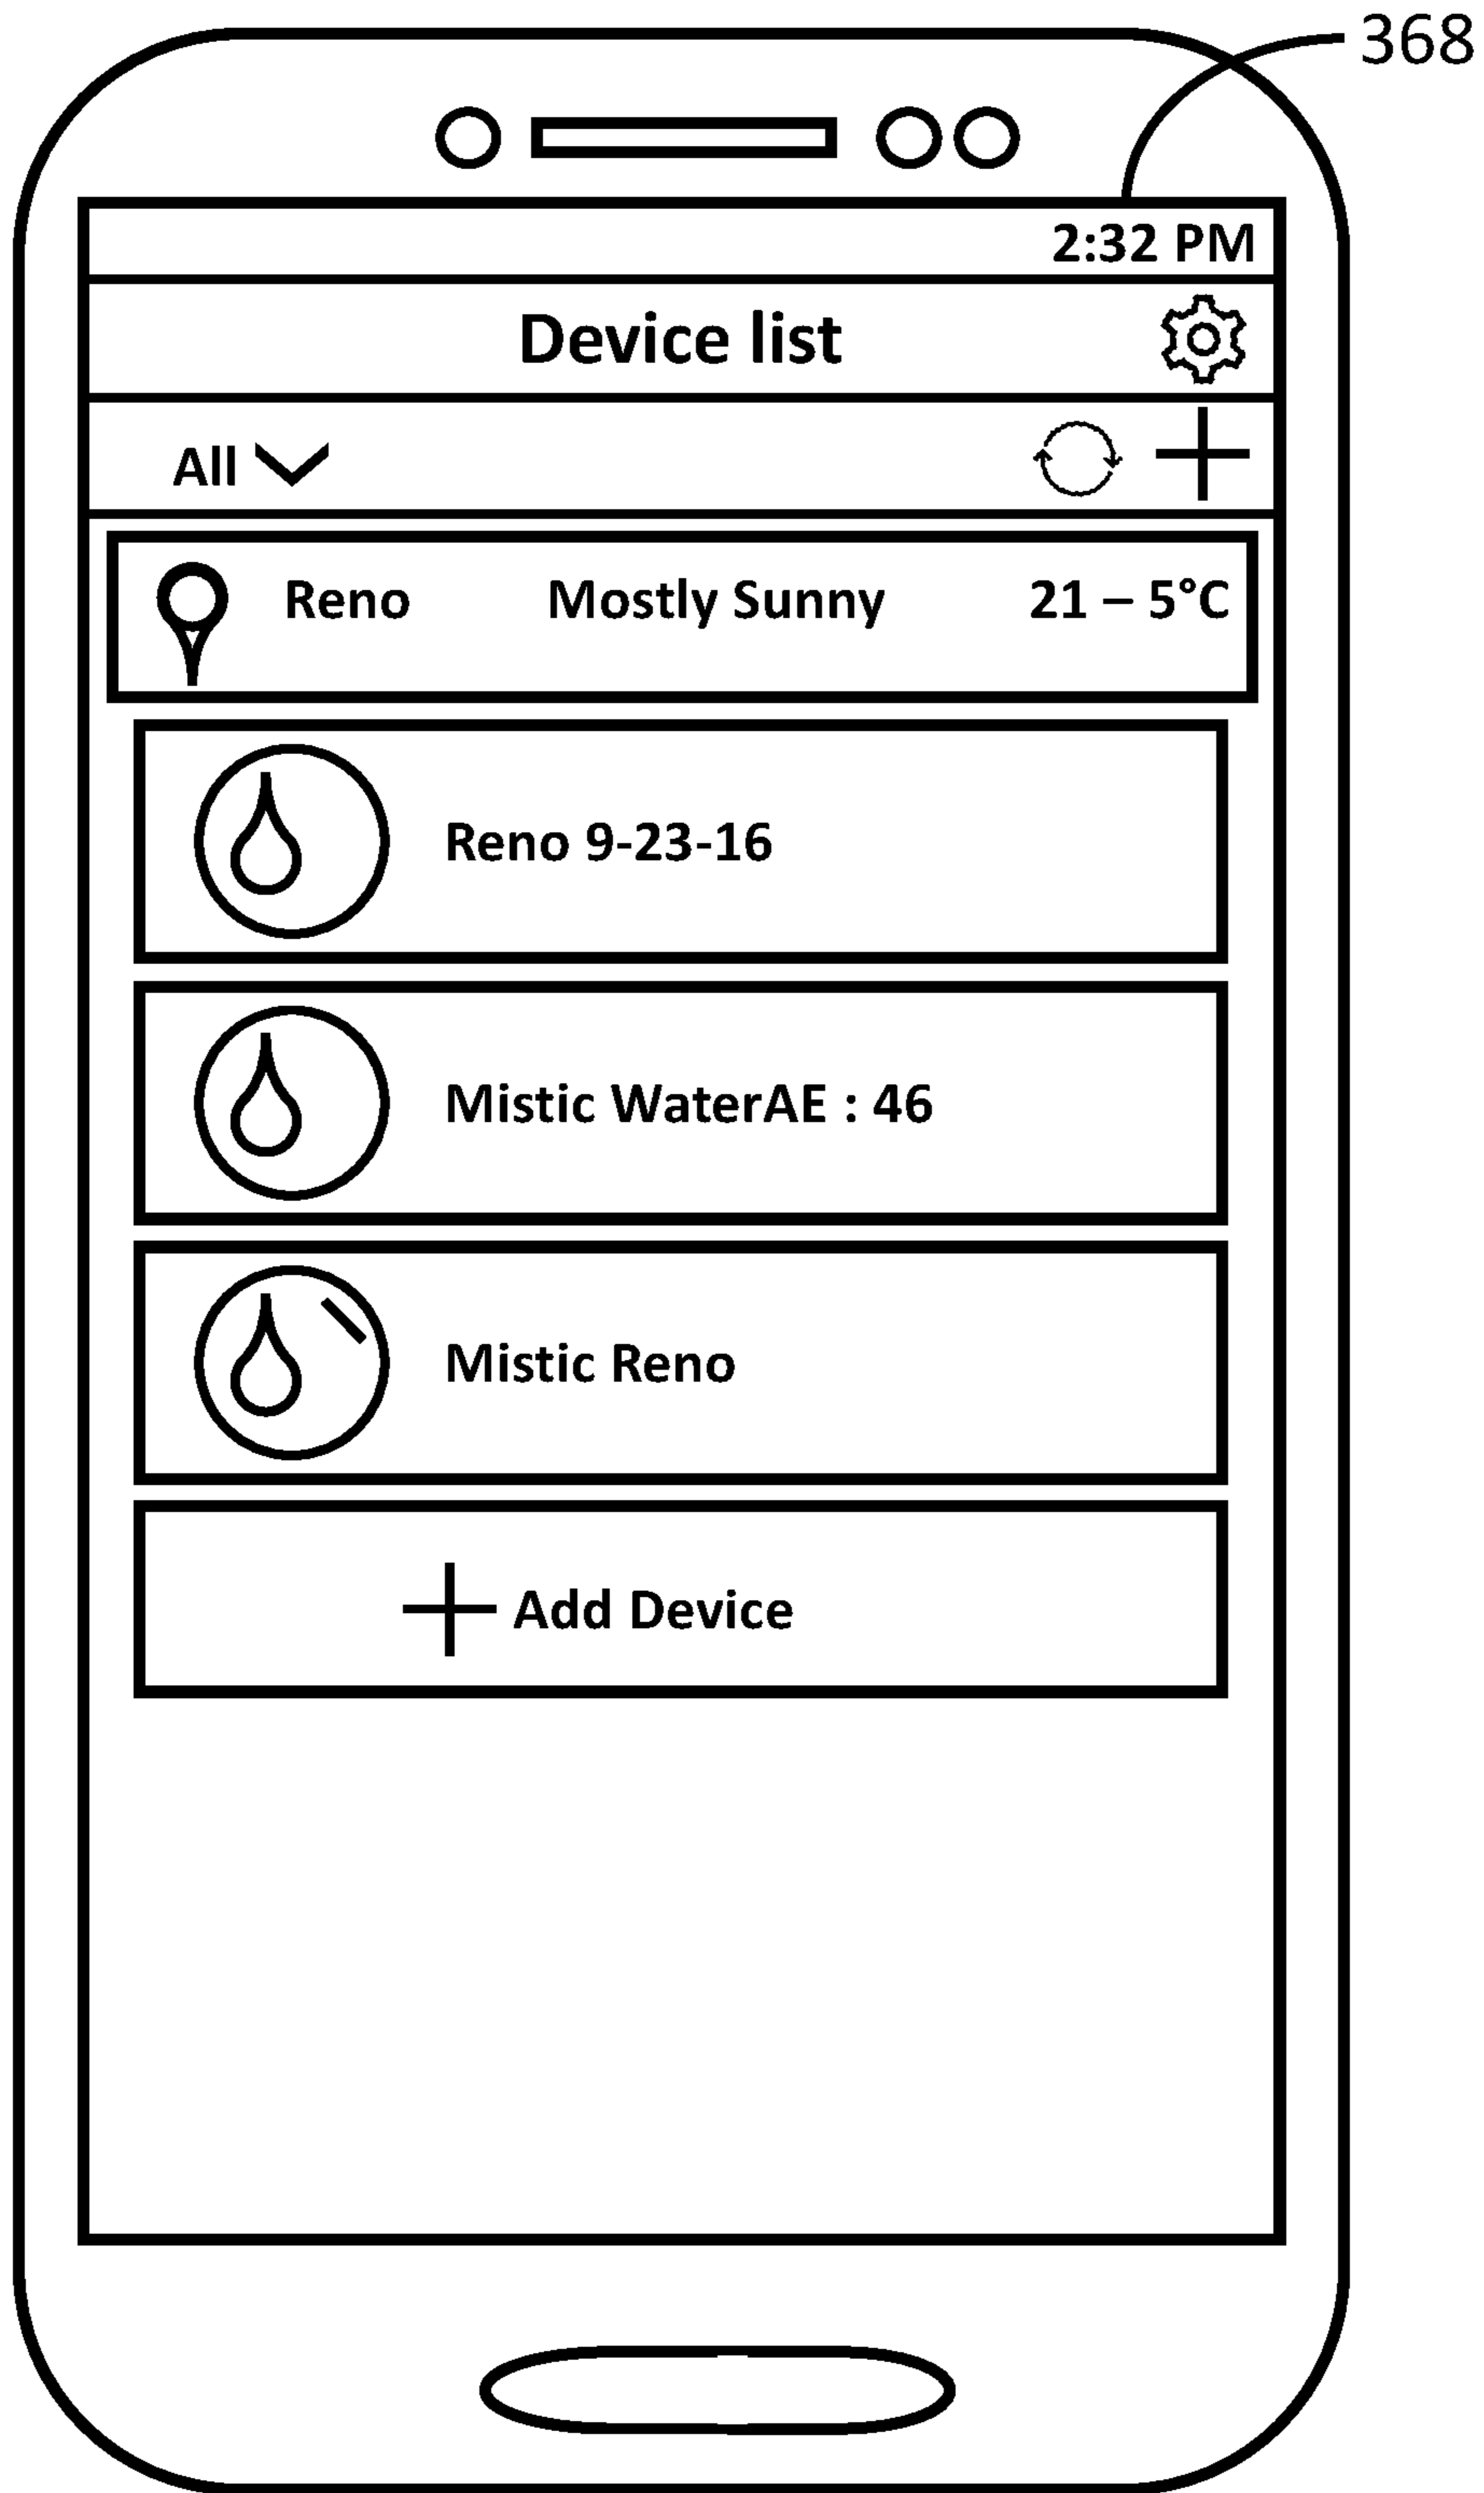 368
2:32 PM
Device list
All
Reno Mostly Sunny 21 – 5°C
Reno 9-23-16
Mistic WaterAE : 46
Mistic Reno
Add Device